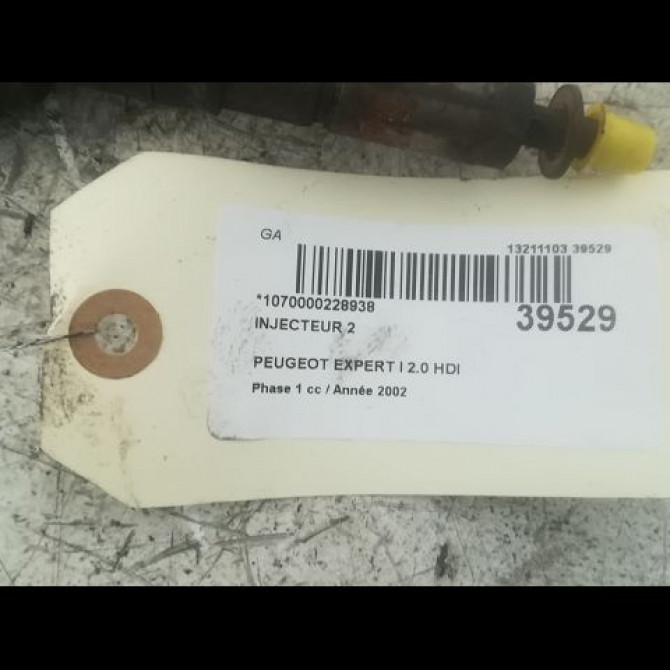 GA
13211103 39529
*1070000228938
39529
INJECTEUR 2
PEUGEOT EXPERT I 2.0 HDI
Phase 1 cc / Année 2002